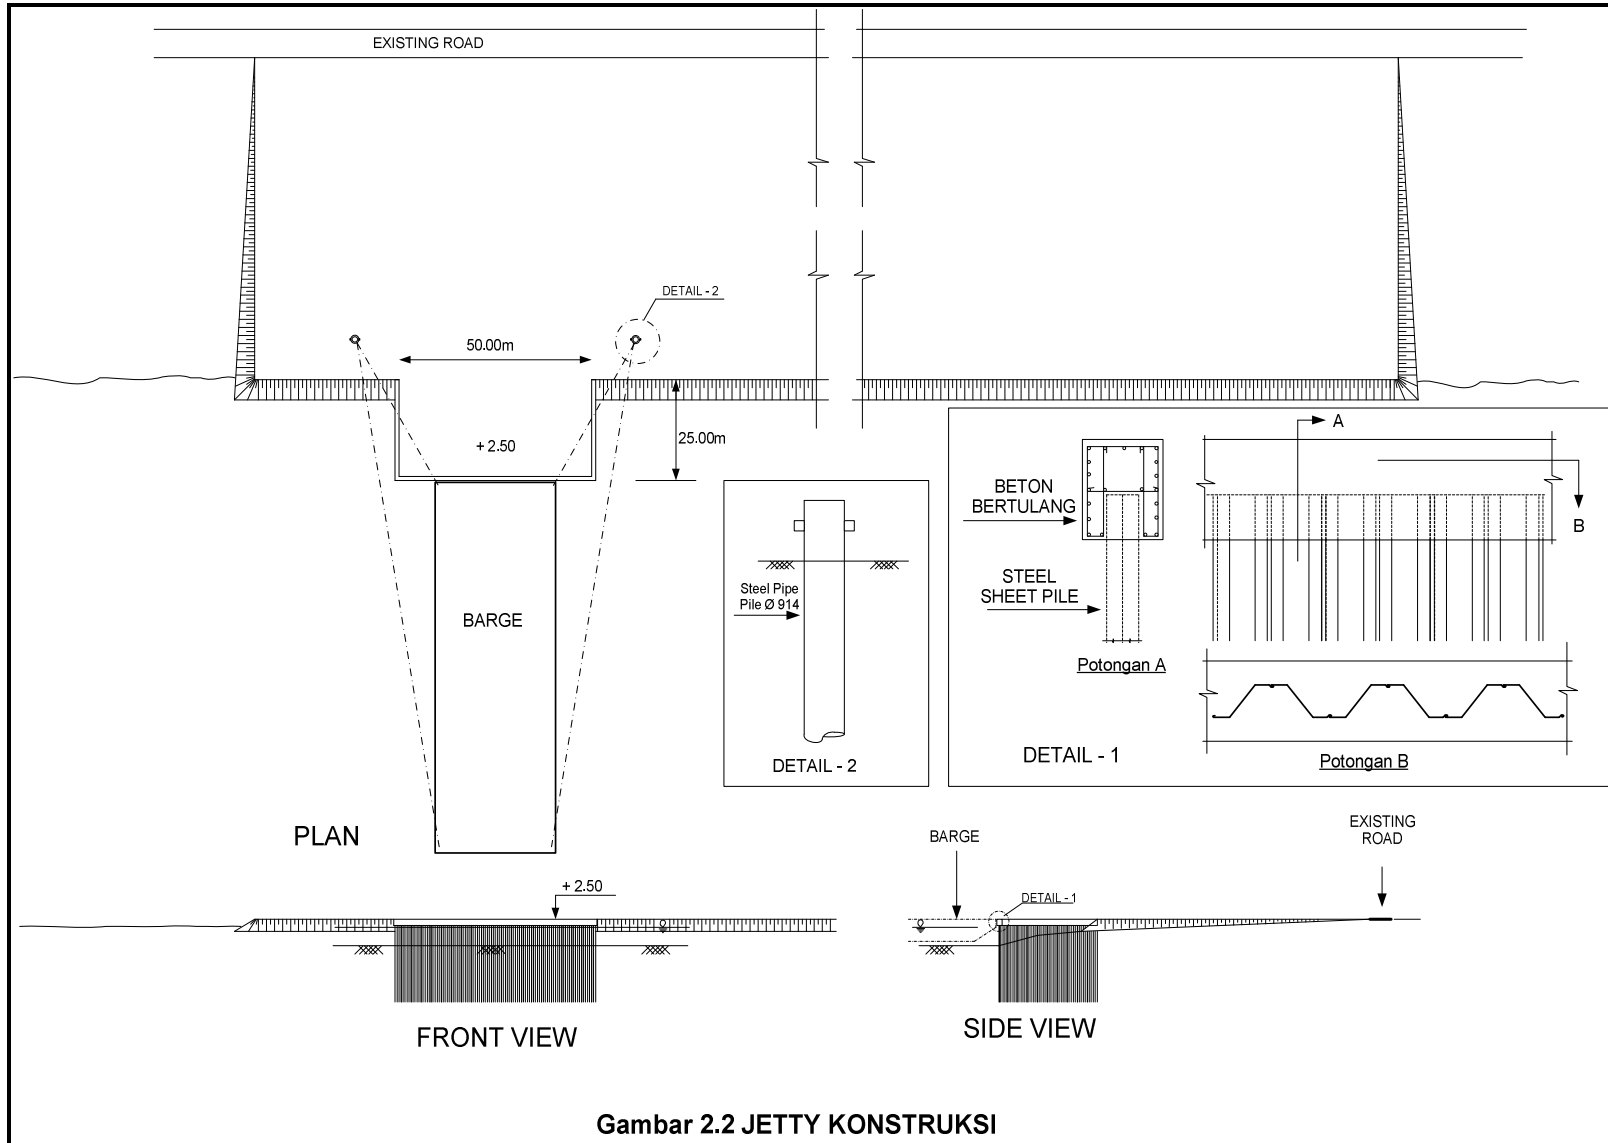 EXISTING ROAD
DETAIL - 2
50.00m
+ 2.50
25.00m
BARGE
PLAN
Steel Pipe
Pile Ø 914
DETAIL - 2
A
BETON
BERTULANG
B
STEEL
SHEET PILE
Potongan A
DETAIL - 1
Potongan B
+ 2.50
FRONT VIEW
BARGE
EXISTING
ROAD
DETAIL - 1
SIDE VIEW
Gambar 2.2 JETTY KONSTRUKSI